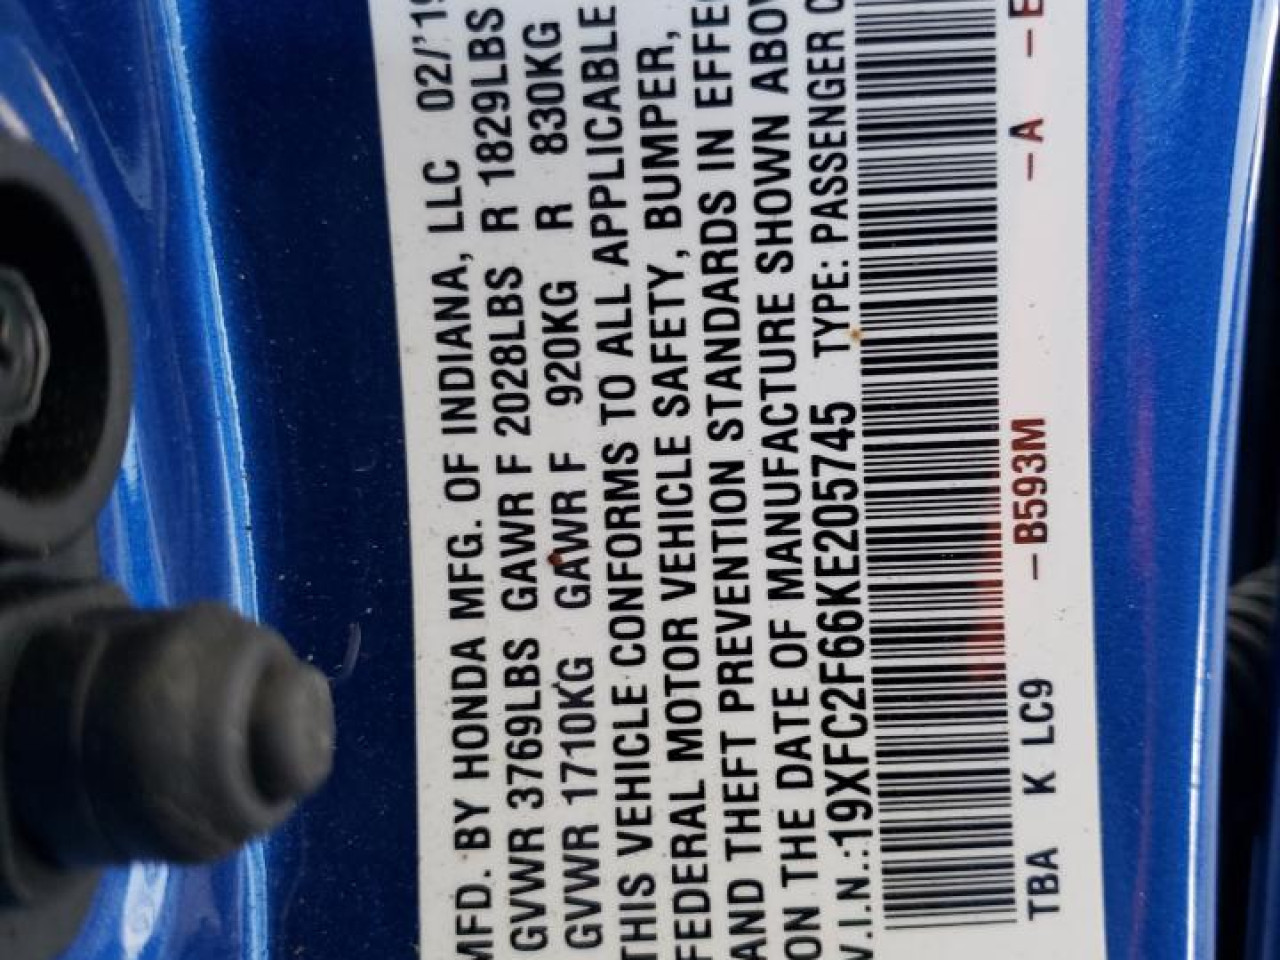 MFD. BY HONDA MFG. OF INDIANA, LLC 02/'19
GVWR 3769LBS GAWR F 2028LBS R 1829LBS
GVWR 1710KG GAWR F 920KG R 830KG
THIS VEHICLE CONFORMS TO ALL APPLICABLE
FEDERAL MOTOR VEHICLE SAFETY, BUMPER,
AND THEFT PREVENTION STANDARDS IN
ON THE DATE OF MANUFACTURE SHOWN
V.I.N.:19XFC2F66KE205745 TYPE: PASSENGER
TBA K LC9 –B593M –A –E